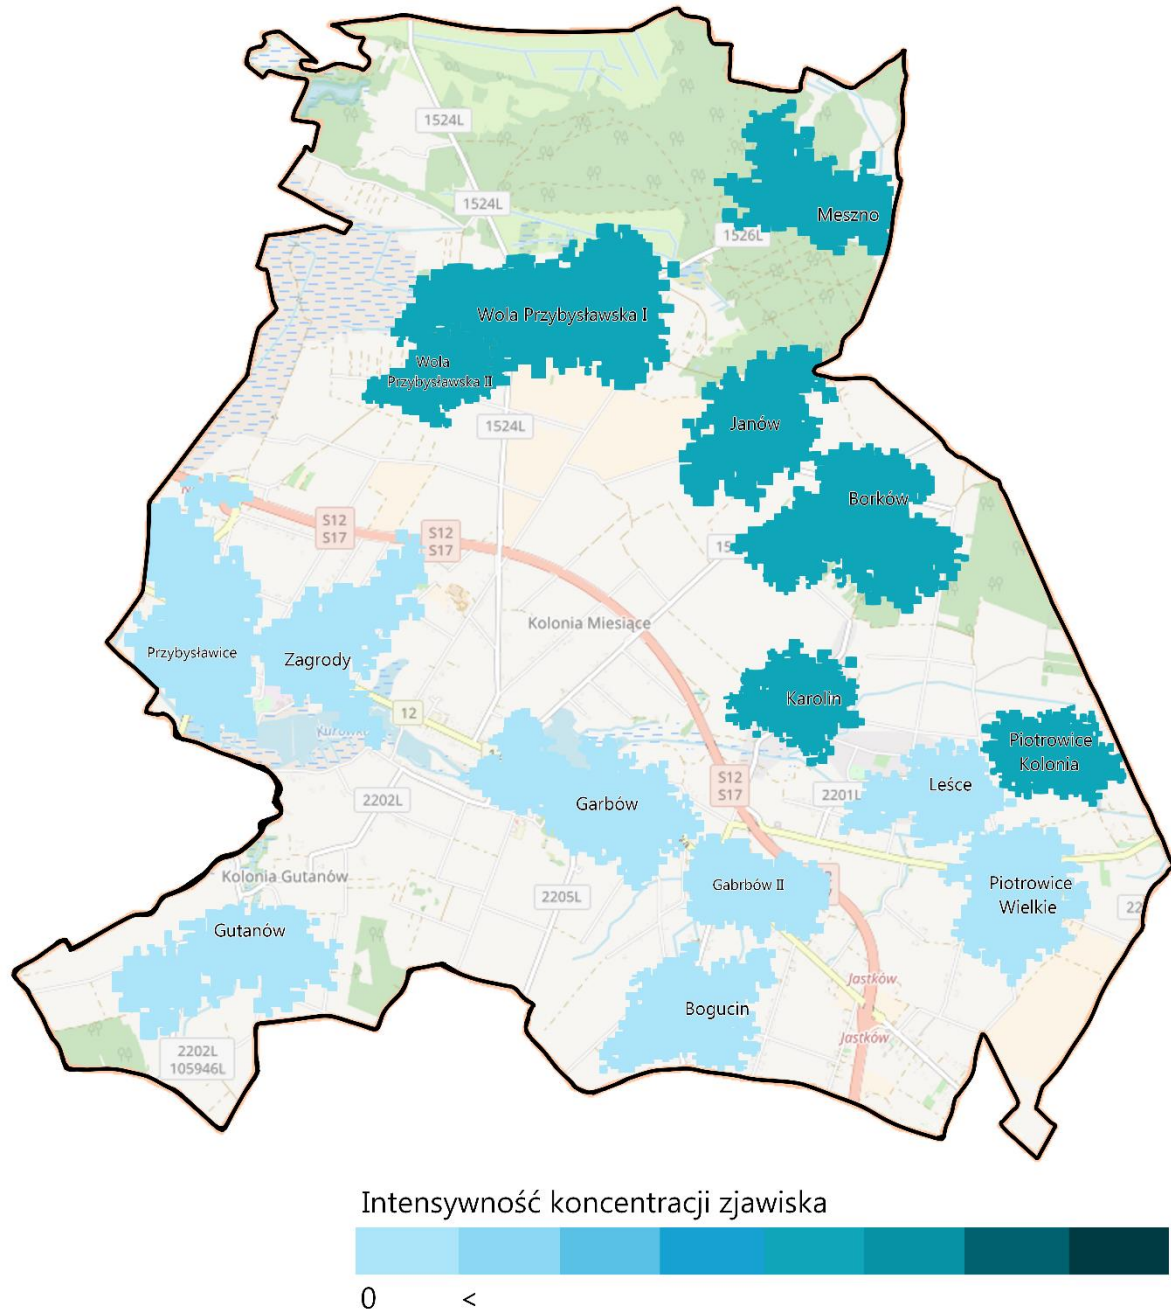 1524L
1524L
Meszno
1526L
Wola Przybysławska I
Wola
Przybysławska II
1524L
Janów
Borków
S12
S17
S12
S17
15
Kolonia Miesiące
Przybysławice
Zagrody
Karolin
12
Kurówka
Piotrowice
Kolonia
Leśce
S12
S17
2202L
2201L
Garbów
Kolonia Gutanów
2205L
Gabrbów II
Piotrowice
Wielkie
22
Gutanów
Jastków
Bogucin
Jastków
2202L
105946L
Intensywność koncentracji zjawiska
0 <